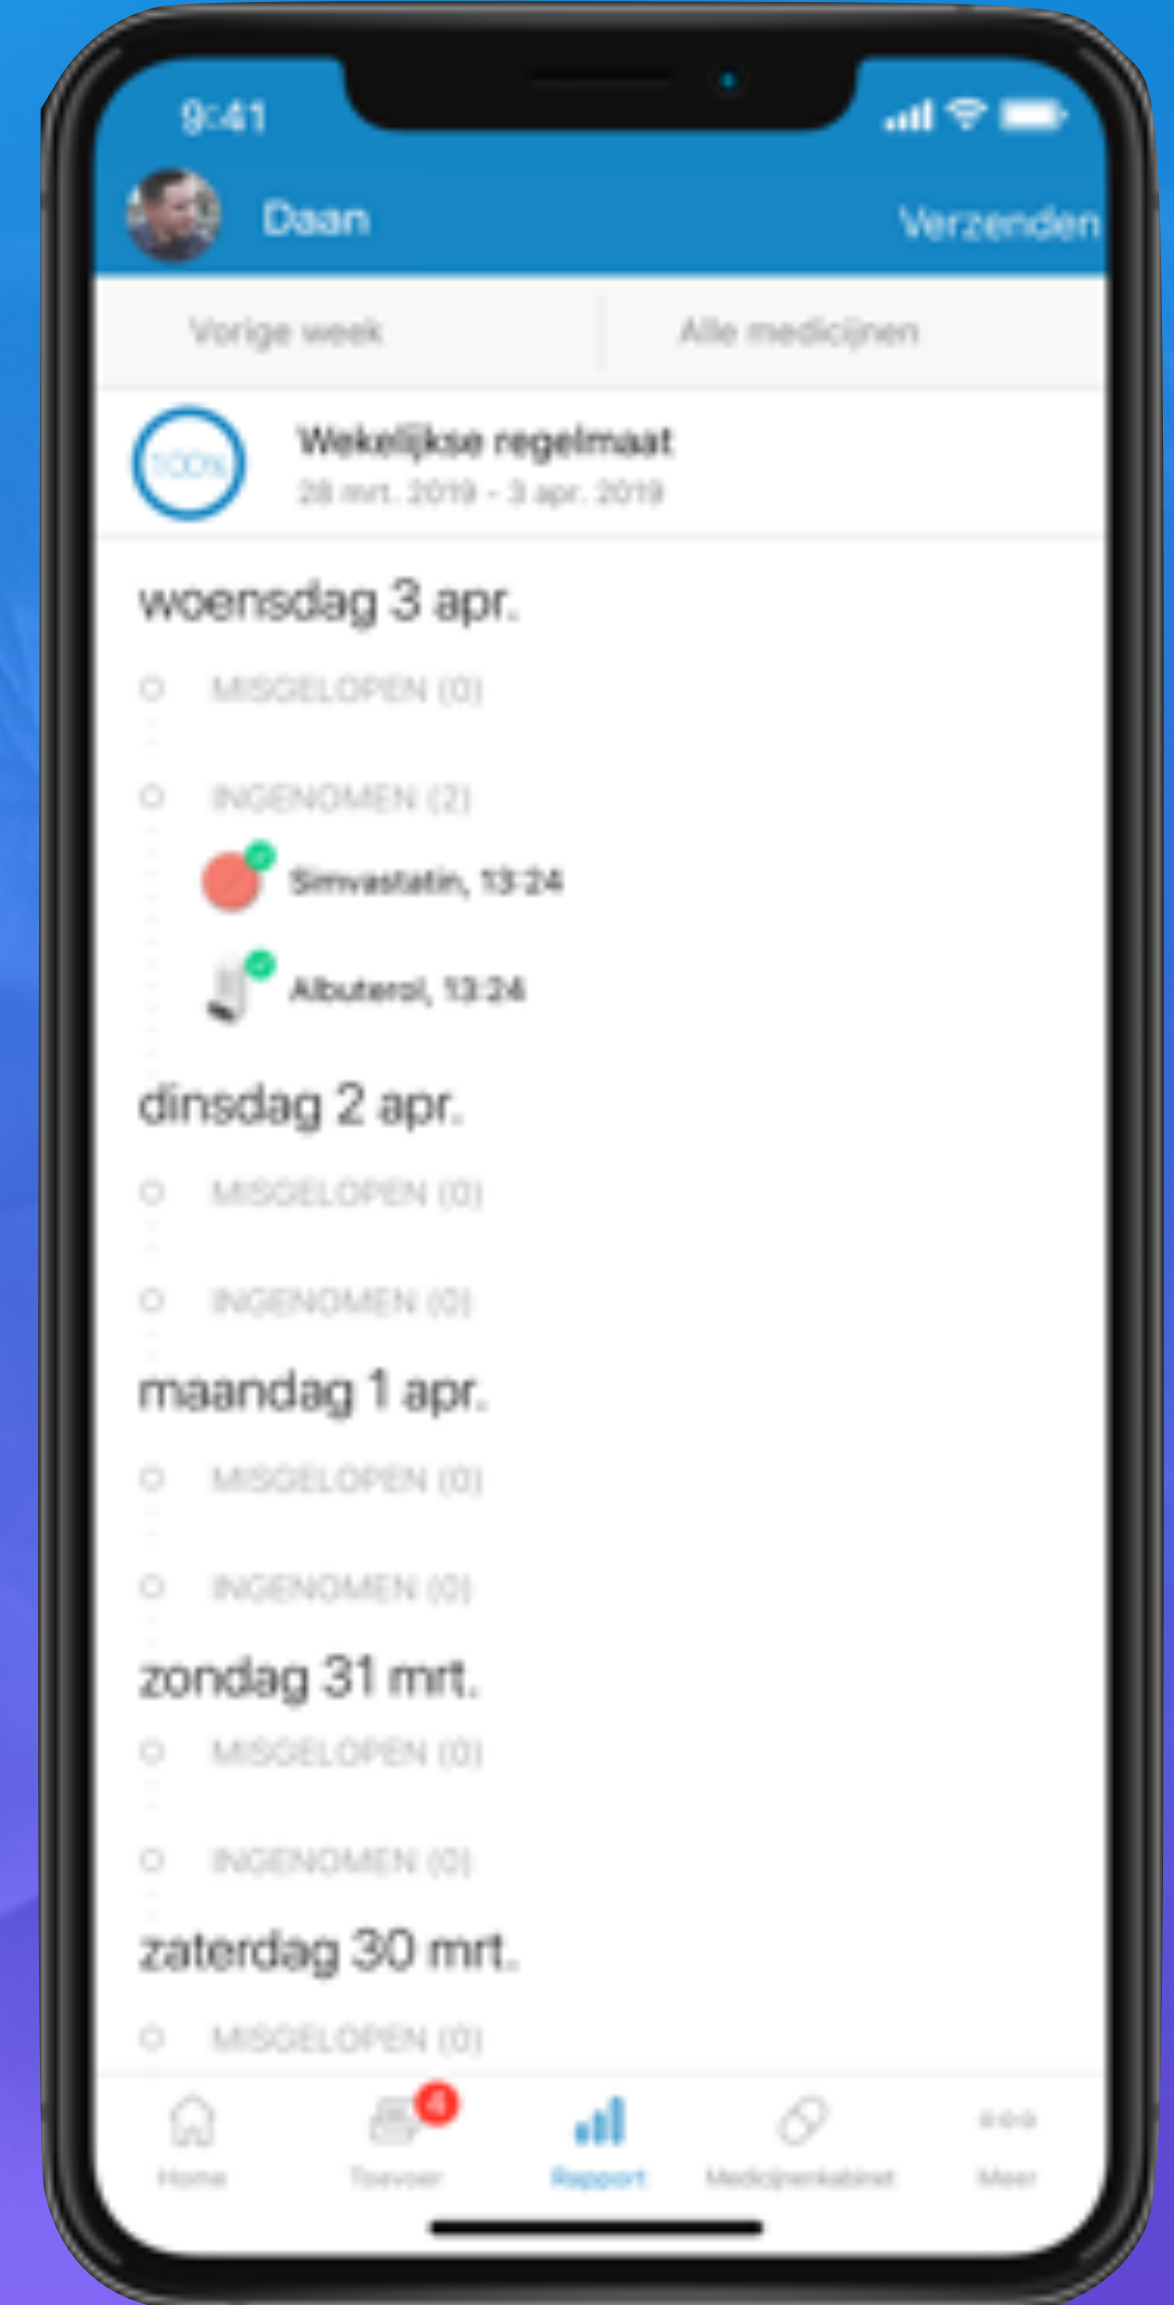 9:41
Daan
Verzenden
Vorige week
Alle medicijnen
100%
Wekelijkse regelmaat
28 mrt. 2019 - 3 apr. 2019
woensdag 3 apr.
MISGELOPEN (0)
INGENOMEN (2)
Simvastatin, 13:24
Albuterol, 13:24
dinsdag 2 apr.
MISGELOPEN (0)
INGENOMEN (0)
maandag 1 apr.
MISGELOPEN (0)
INGENOMEN (0)
zondag 31 mrt.
MISGELOPEN (0)
INGENOMEN (0)
zaterdag 30 mrt.
MISGELOPEN (0)
4
Home
Toevoer
Rapport
Medicijnenkabinet
Meer